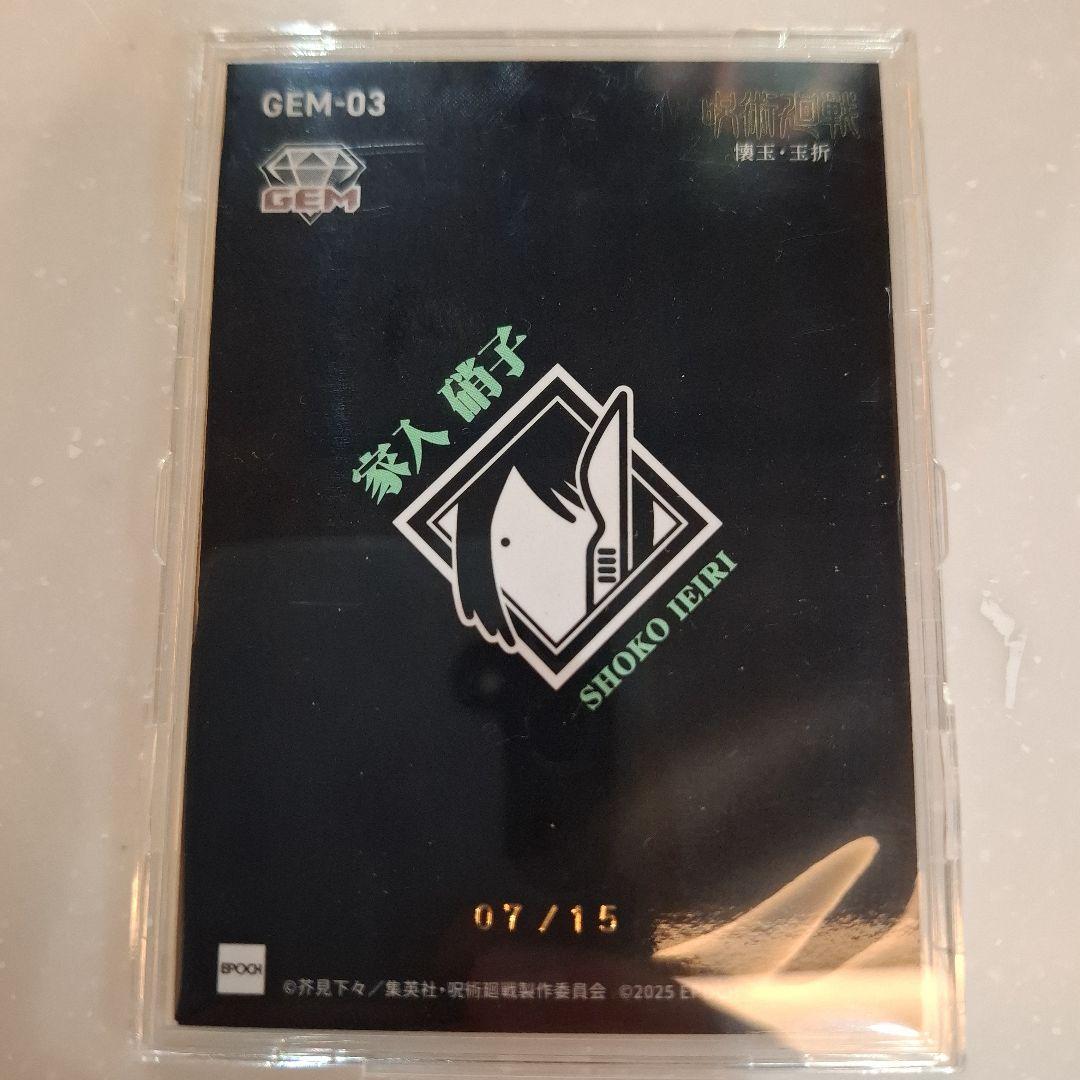 GEM-03
呪術廻戦
懐玉・玉折
GEM
家入 硝子
SHOKO IEIRI
07/15
EPOCH
©芥見下々／集英社・呪術廻戦製作委員会 ©2025